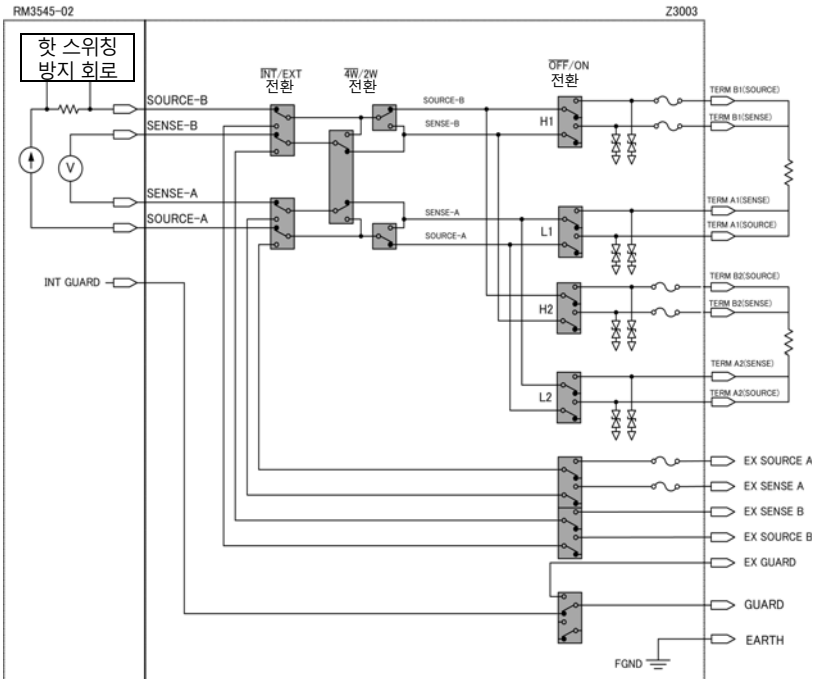 RM3545-02
Z3003
핫 스위칭
방지 회로
INT/EXT
전환
4W/2W
전환
OFF/ON
전환
SOURCE-B
SENSE-B
SENSE-A
SOURCE-A
INT GUARD
V
SOURCE-B
SENSE-B
SENSE-A
SOURCE-A
H1
L1
H2
L2
TERM B1(SOURCE)
TERM B1(SENSE)
TERM A1(SENSE)
TERM A1(SOURCE)
TERM B2(SOURCE)
TERM B2(SENSE)
TERM A2(SENSE)
TERM A2(SOURCE)
EX SOURCE A
EX SENSE A
EX SENSE B
EX SOURCE B
EX GUARD
GUARD
EARTH
FGND